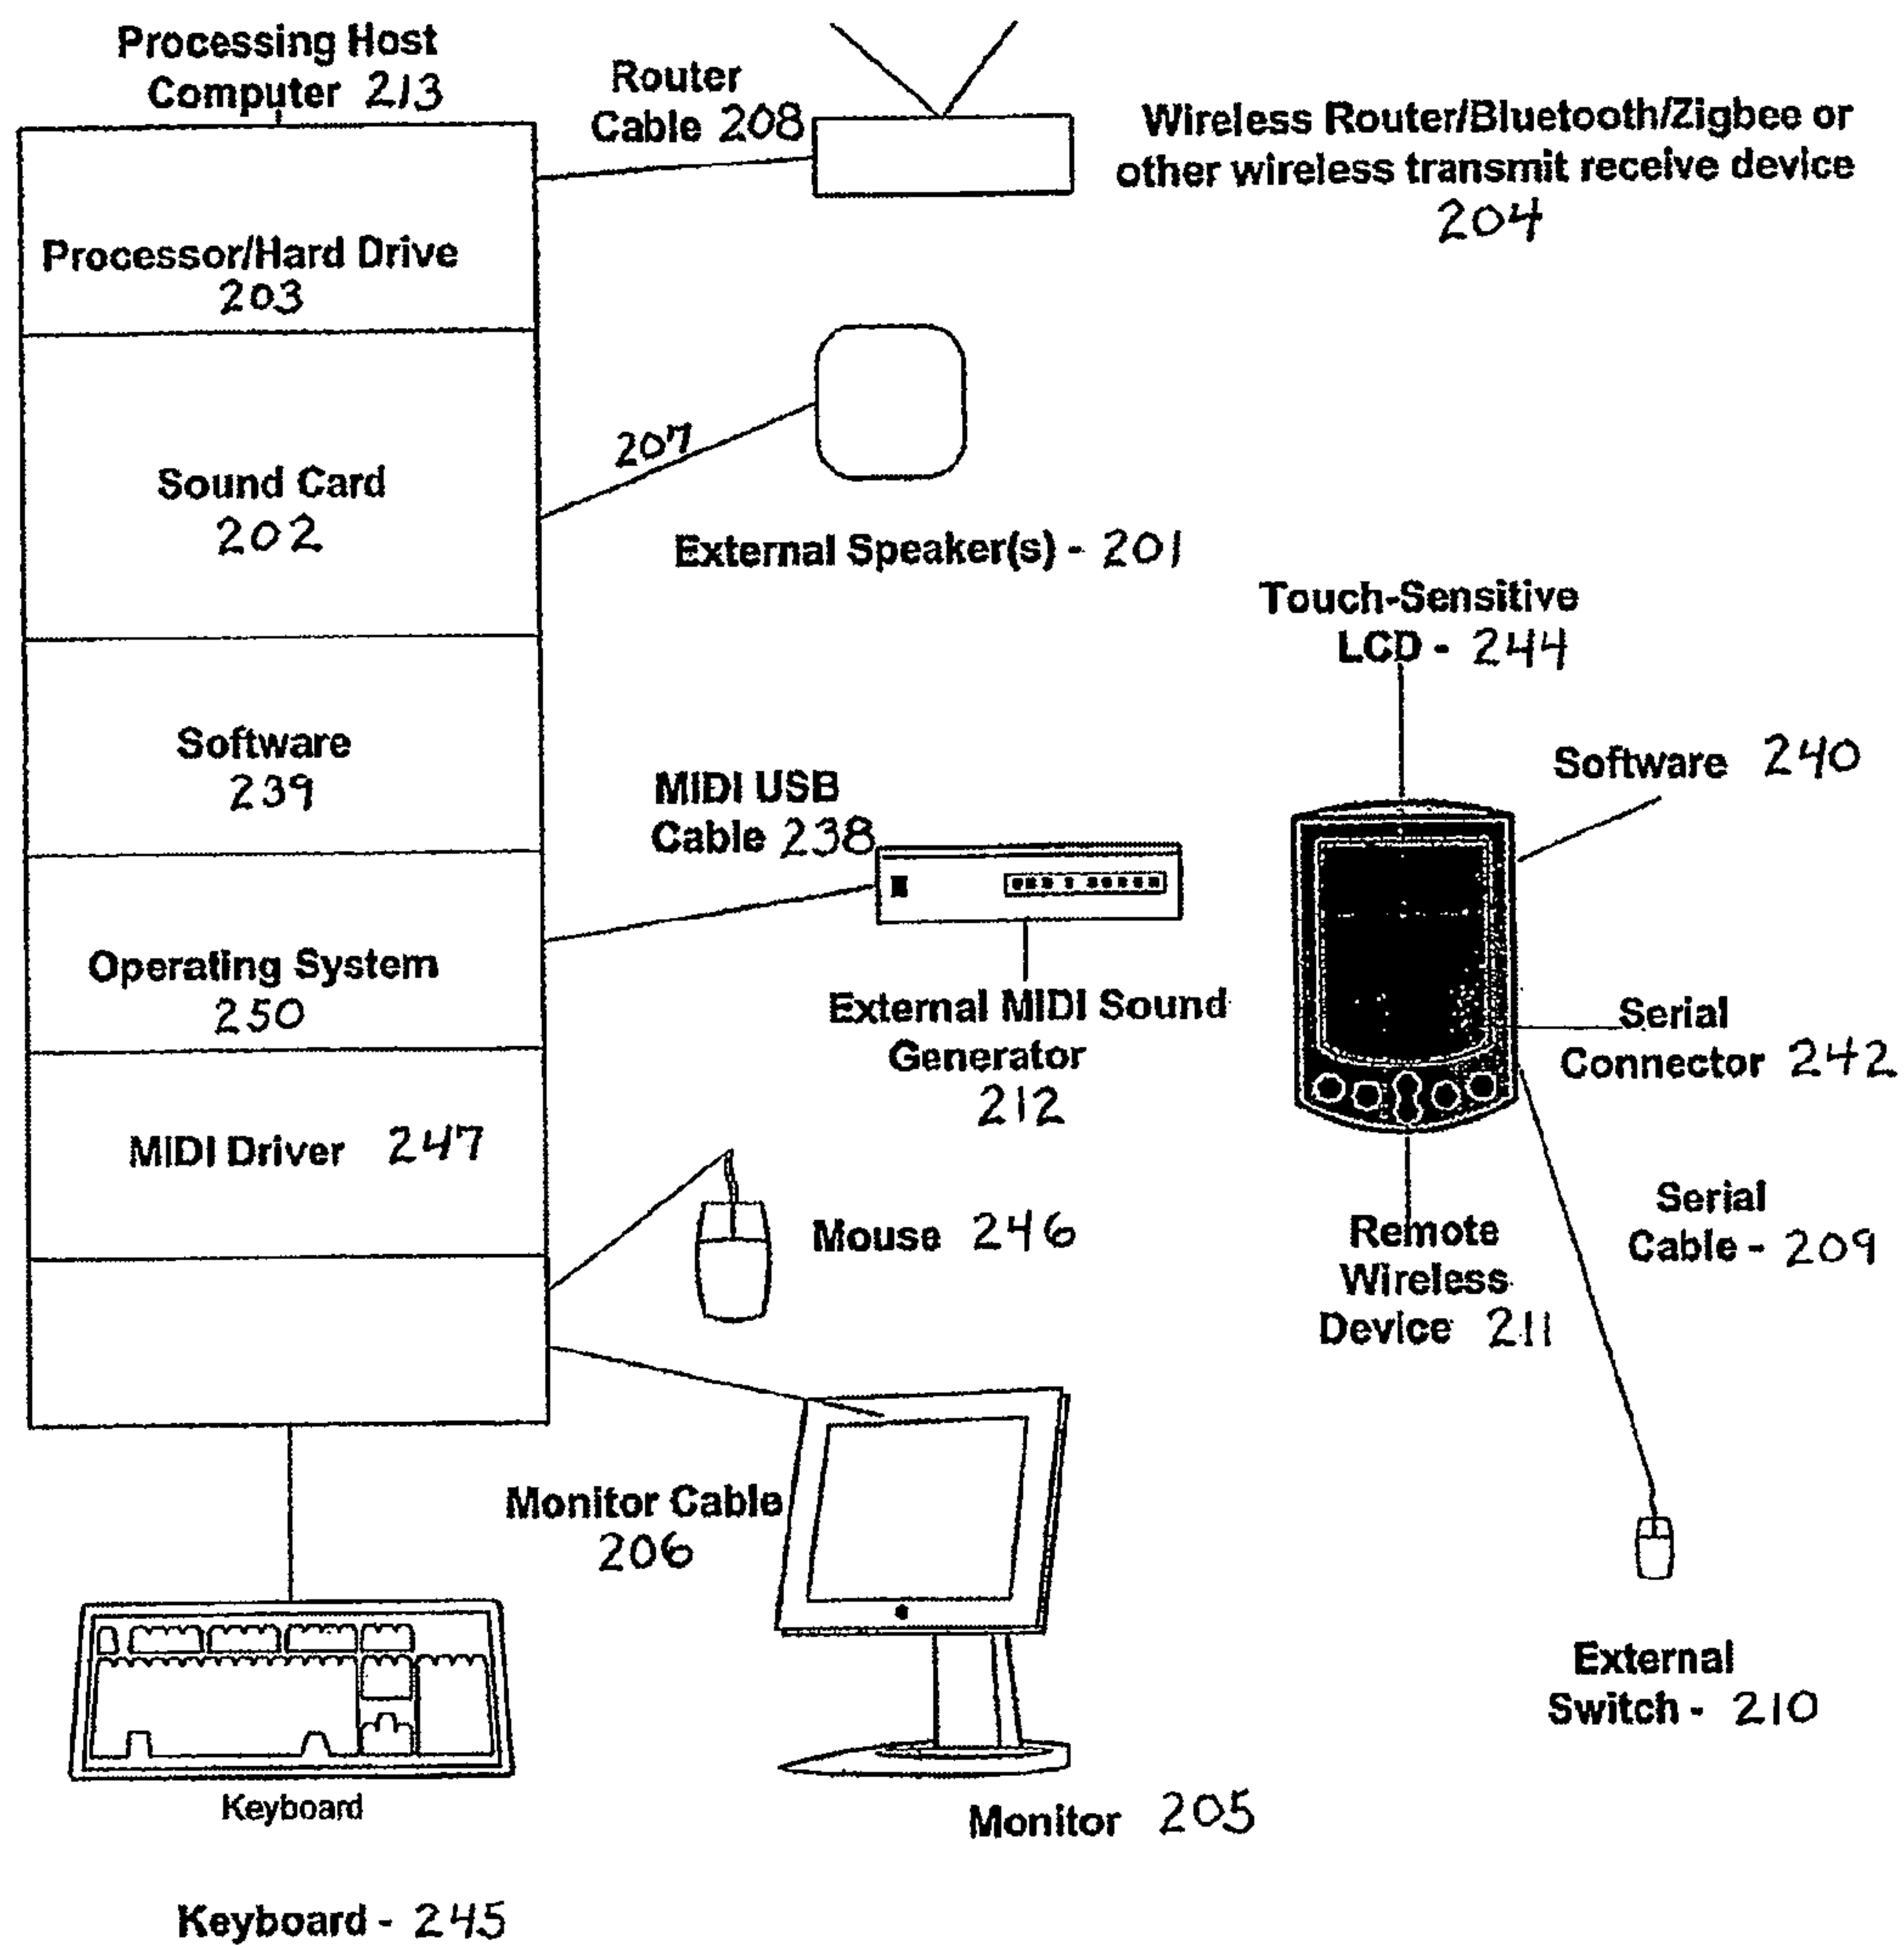 Processing Host
Computer 213
Router
Cable 208
Wireless Router/Bluetooth/Zigbee or
other wireless transmit receive device
204
Processor/Hard Drive
203
207
Sound Card
202
External Speaker(s) - 201
Touch-Sensitive
LCD - 244
Software
239
Software 240
MIDI USB
Cable 238
Operating System
250
External MIDI Sound
Generator
212
Serial
Connector 242
MIDI Driver 247
Mouse 246
Remote
Wireless
Device 211
Serial
Cable - 209
Monitor Cable
206
External
Switch - 210
Keyboard
Monitor 205
Keyboard - 245